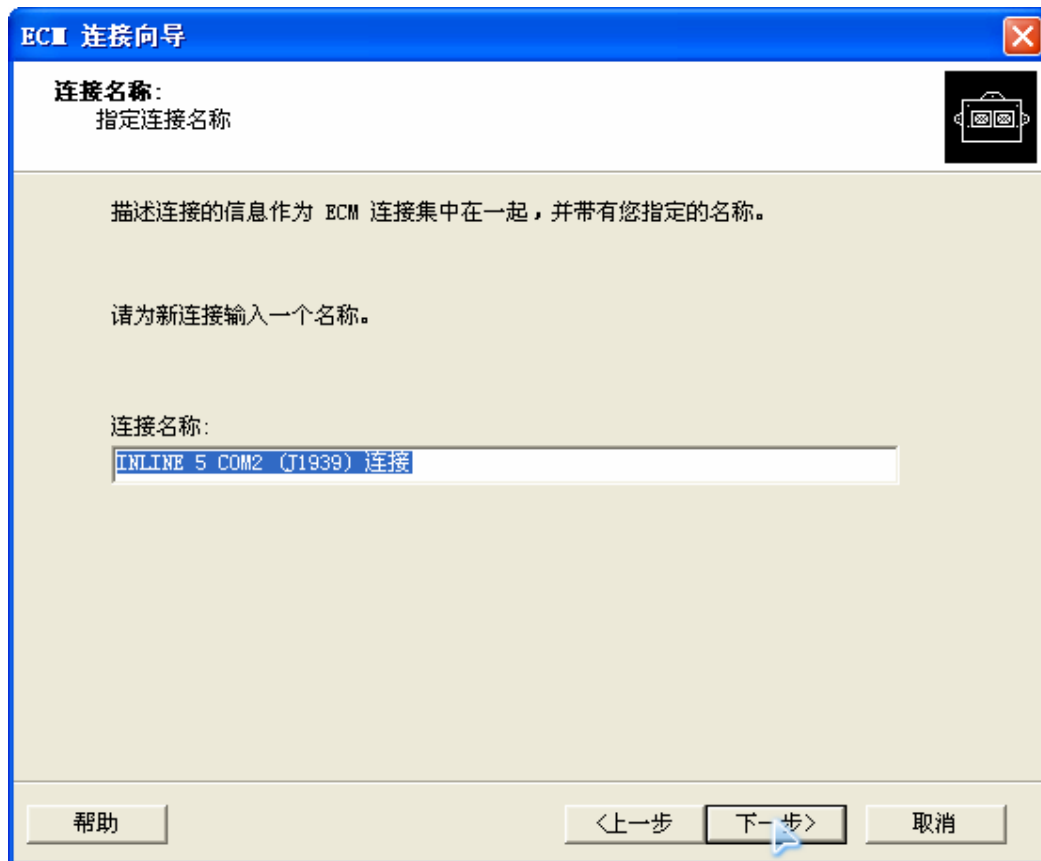 ECM 连接向导
连接名称:
指定连接名称
描述连接的信息作为 ECM 连接集中在一起，并带有您指定的名称。
请为新连接输入一个名称。
连接名称:
INLINE 5 COM2 (J1939) 连接
帮助
<上一步
下一步>
取消